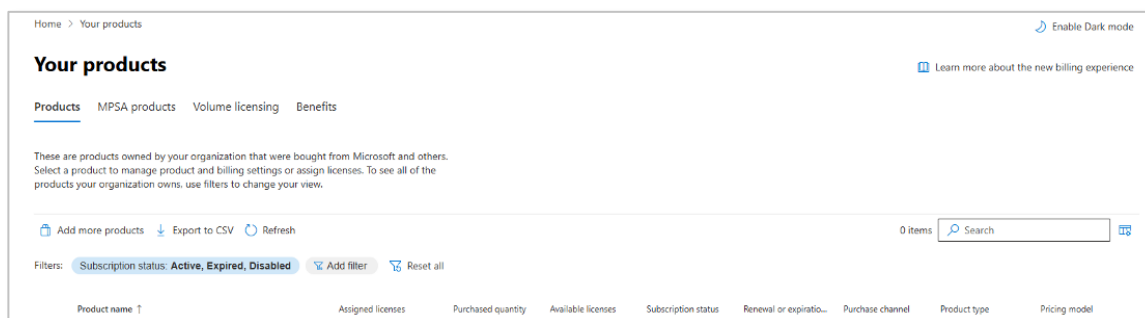 Home > Your products
Enable Dark mode
Your products
Learn more about the new billing experience
Products MPSA products Volume licensing Benefits
These are products owned by your organization that were bought from Microsoft and others.
Select a product to manage product and billing settings or assign licenses. To see all of the
products your organization owns, use filters to change your view.
Add more products Export to CSV Refresh 0 items Search
Filters: Subscription status: Active, Expired, Disabled Add filter Reset all
Product name ↑ Assigned licenses Purchased quantity Available licenses Subscription status Renewal or expiratio... Purchase channel Product type Pricing model